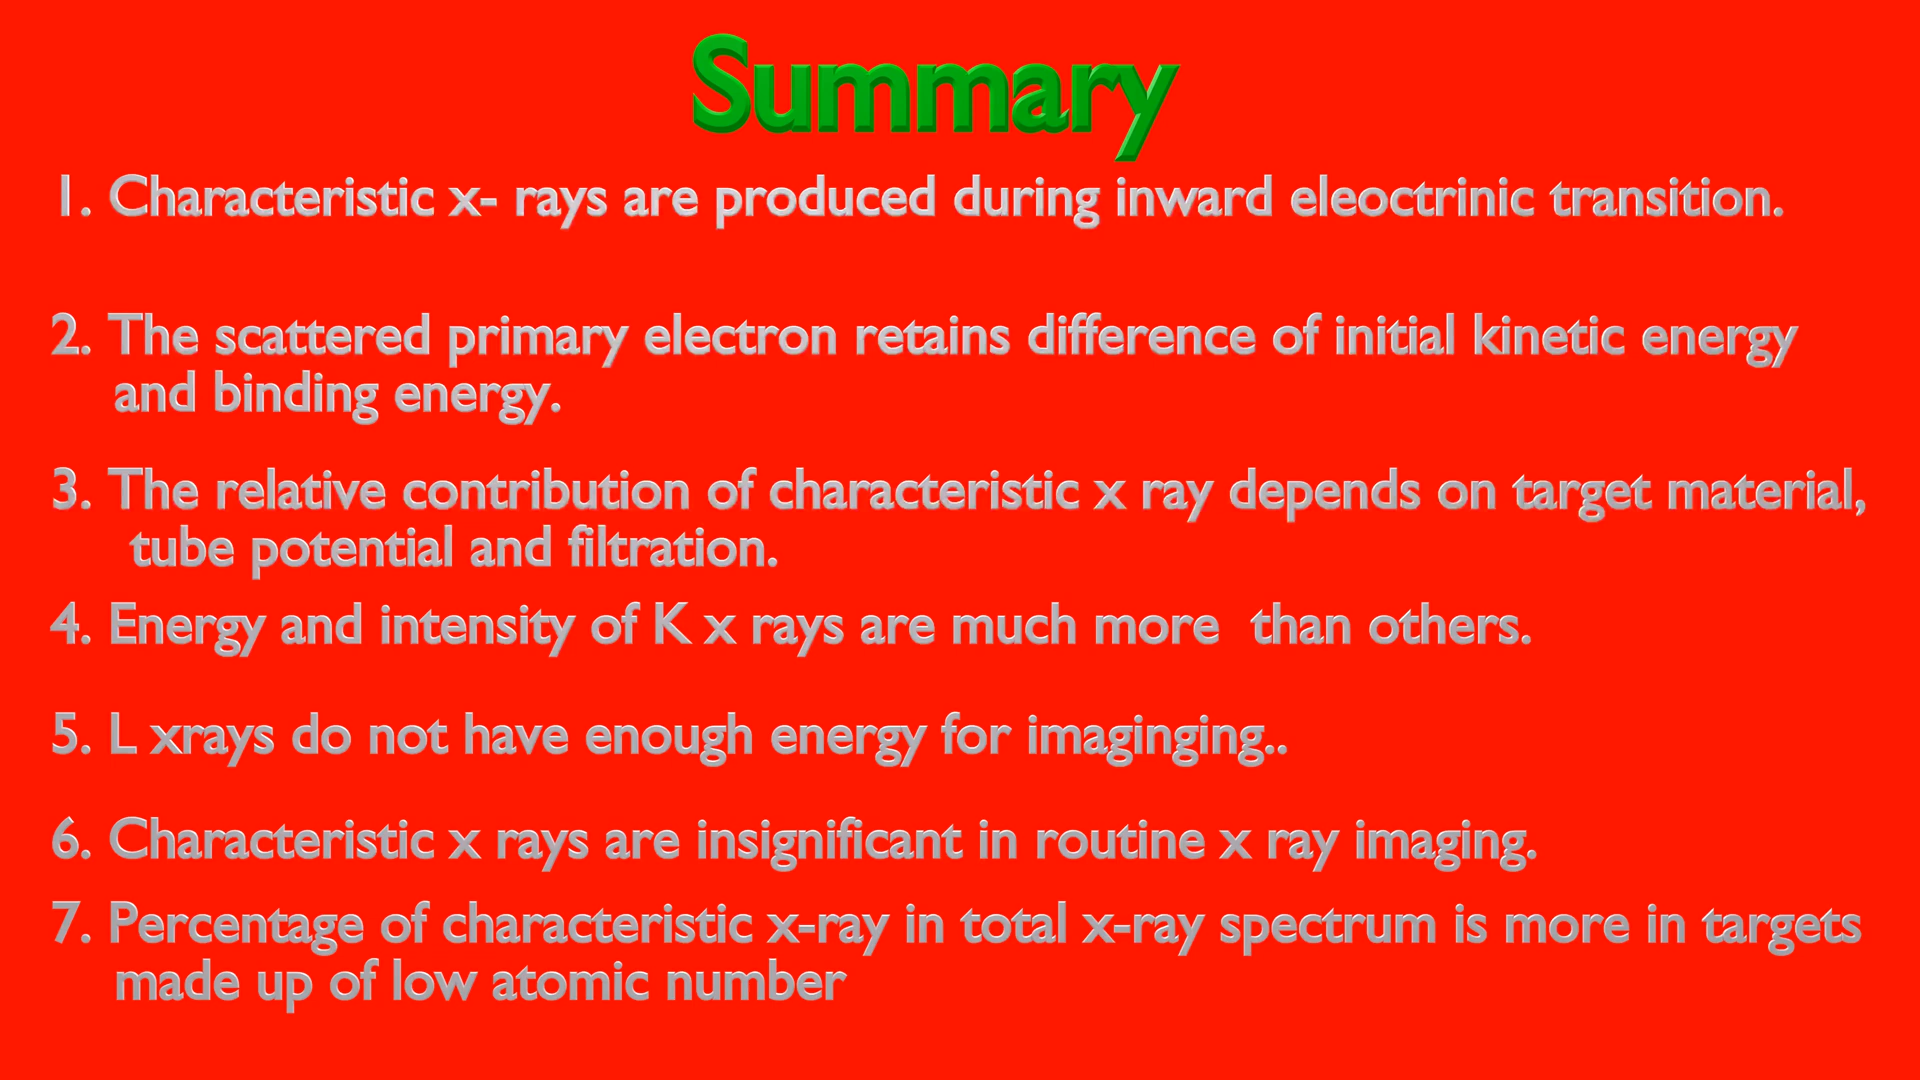 Summary
1. Characteristic x- rays are produced during inward eleoctrinic transition.
2. The scattered primary electron retains difference of initial kinetic energy
and binding energy.
3. The relative contribution of characteristic x ray depends on target material,
tube potential and filtration.
4. Energy and intensity of K x rays are much more  than others.
5. L xrays do not have enough energy for imaginging..
6. Characteristic x rays are insignificant in routine x ray imaging.
7. Percentage of characteristic x-ray in total x-ray spectrum is more in targets
made up of low atomic number